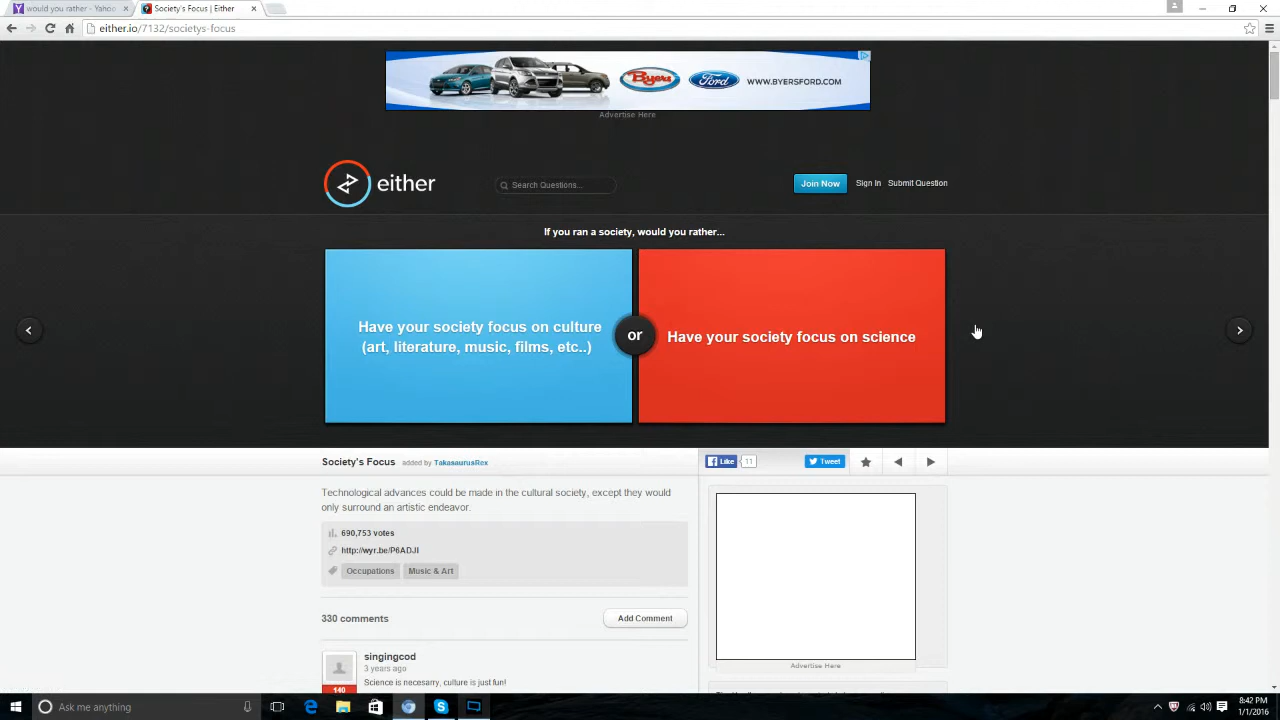 would you rather - Yahoo
Society's Focus | Either
either.io/7132/societys-focus
Byers
Ford
WWW.BYERSFORD.COM
Advertise Here
either
Search Questions...
Join Now
Sign In
Submit Question
If you ran a society, would you rather...
Have your society focus on culture
(art, literature, music, films, etc..)
or
Have your society focus on science
Society's Focus
added by TakasaurusRex
Like
11
Tweet
Technological advances could be made in the cultural society, except they would
only surround an artistic endeavor.
690,753 votes
http://wyr.be/P6ADJI
Occupations
Music & Art
330 comments
Add Comment
Advertise Here
singingcod
3 years ago
Science is necesarry, culture is just fun!
140
Ask me anything
8:42 PM
1/1/2016